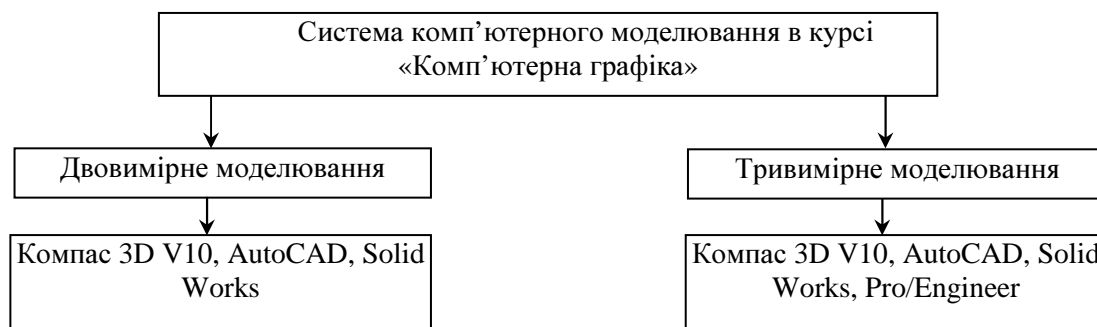 Система комп’ютерного моделювання в курсі
«Комп’ютерна графіка»
Двовимірне моделювання
Тривимірне моделювання
Компас 3D V10, AutoCAD, Solid
Works
Компас 3D V10, AutoCAD, Solid
Works, Pro/Engineer